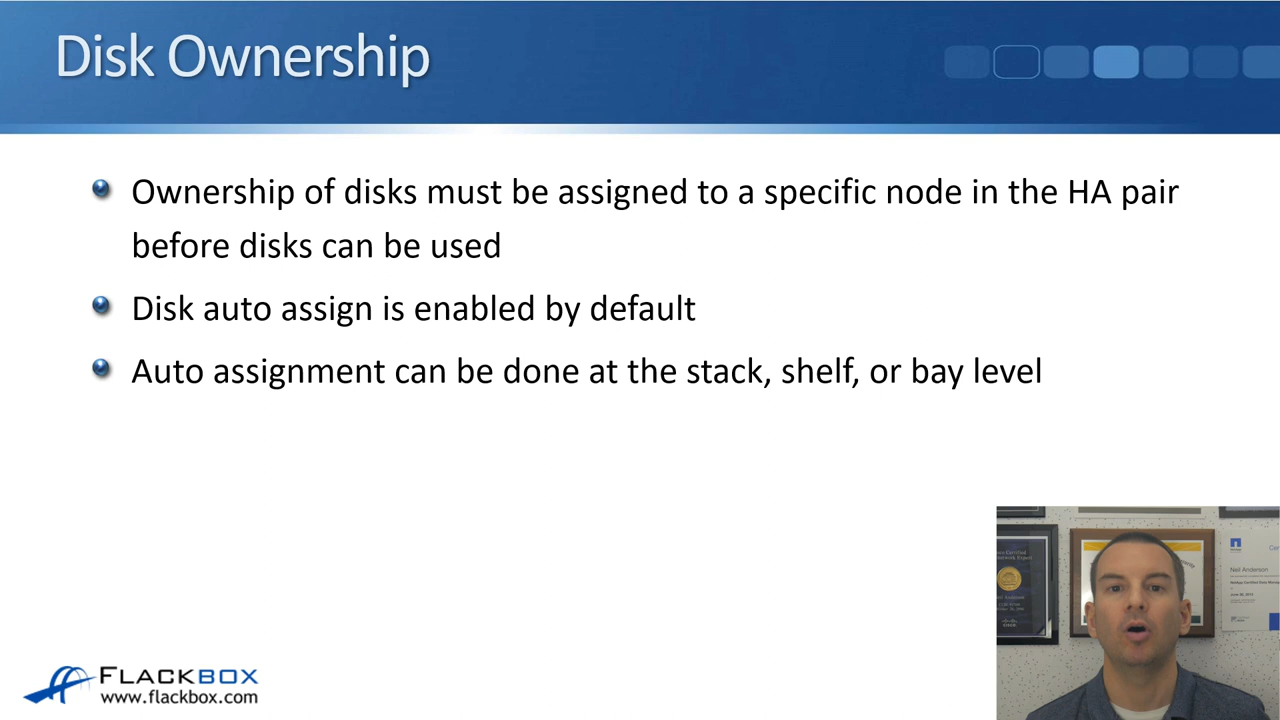 Disk Ownership
Ownership of disks must be assigned to a specific node in the HA pair
before disks can be used
Disk auto assign is enabled by default
Auto assignment can be done at the stack, shelf, or bay level
Neil Anderson
FLACKBOX
www.flackbox.com